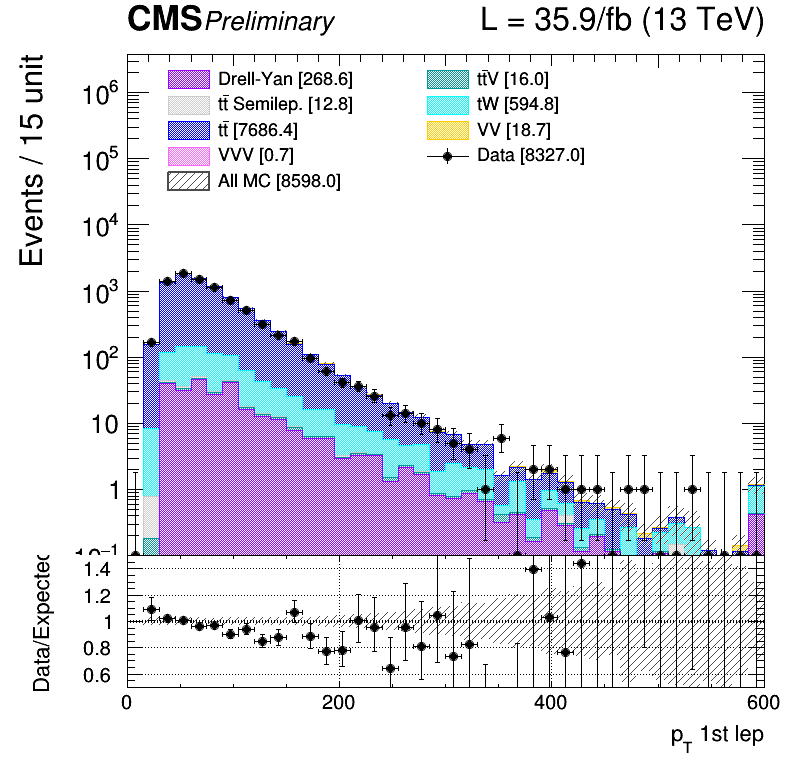 CMS Preliminary L = 35.9/fb (13 TeV)
Events / 15 unit
Drell-Yan [268.6]
tt̄ Semilep. [12.8]
tt̄ [7686.4]
VVV [0.7]
All MC [8598.0]
tt̄V [16.0]
tW [594.8]
VV [18.7]
Data [8327.0]
10⁶
10⁵
10⁴
10³
10²
10
1
10⁻¹
Data/Expected
1.4
1.2
1
0.8
0.6
0 200 400 600
p_T 1st lep